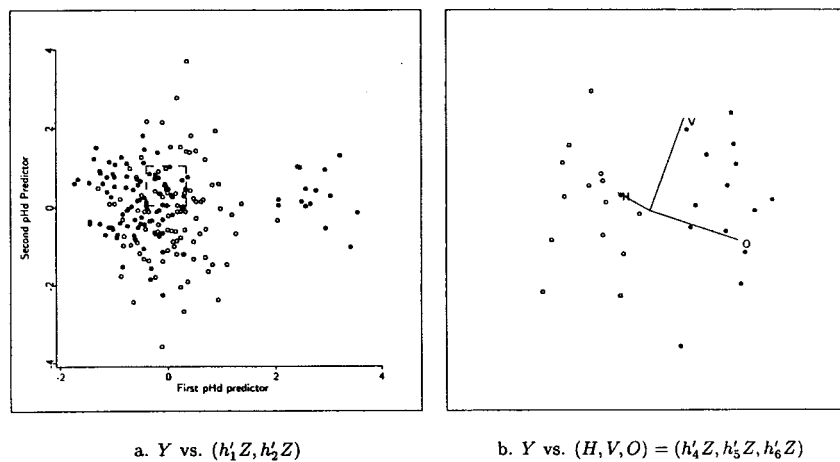 4
2
0
-2
-4
Second pHd Predictor
-2
0
2
4
First pHd predictor
V
H
O
a. Y vs. (h′₁Z, h′₂Z)
b. Y vs. (H, V, O) = (h′₄Z, h′₅Z, h′₆Z)